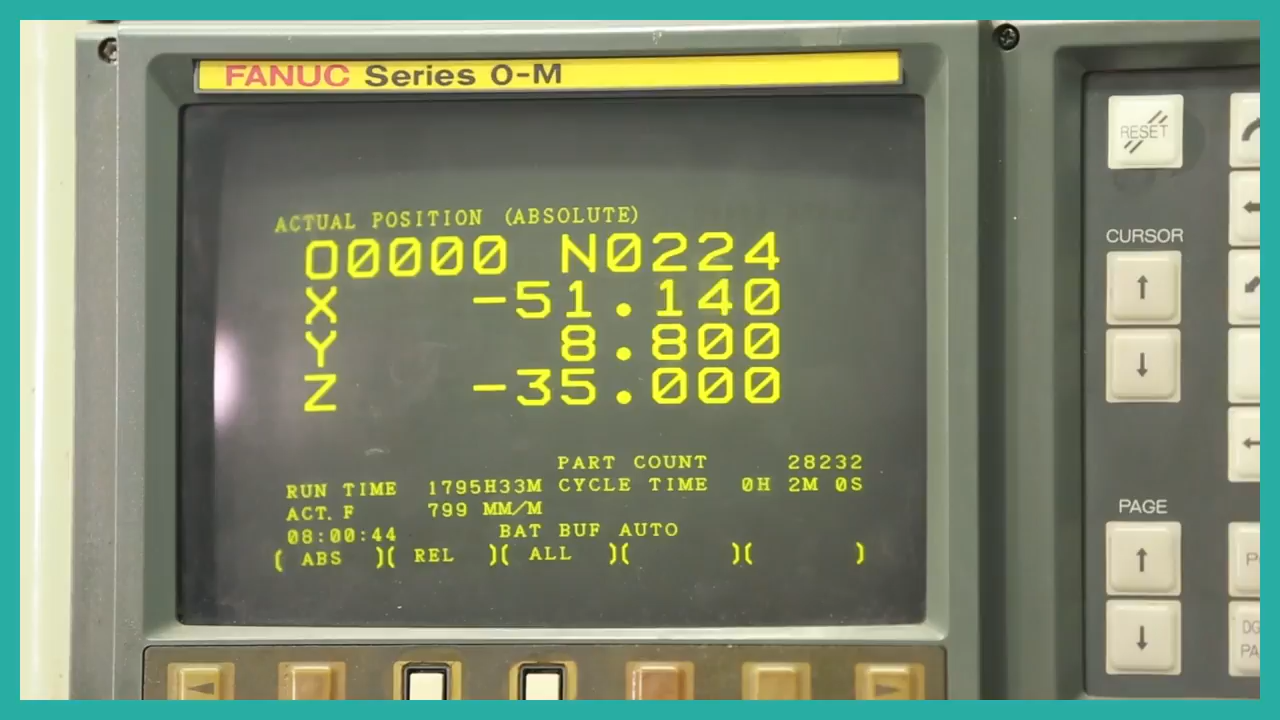 FANUC Series O-M
ACTUAL POSITION (ABSOLUTE)
O0000 N0224
X -51.140
Y 8.800
Z -35.000
PART COUNT 28232
RUN TIME 1795H33M CYCLE TIME 0H 2M 0S
ACT.F 799 MM/M
08:00:44 BAT BUF AUTO
( ABS )( REL )( ALL )( )( )
RESET
CURSOR
↑
↓
PAGE
↑
↓